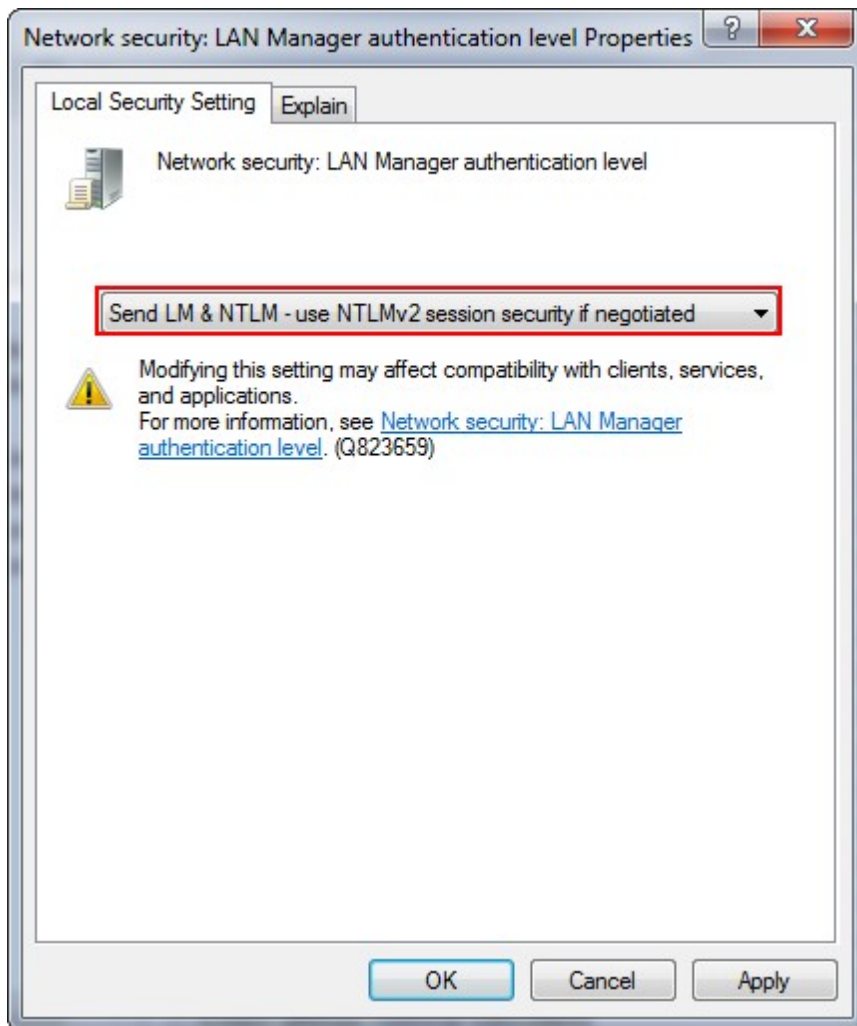 Network security: LAN Manager authentication level Properties
Local Security Setting
Explain
Network security: LAN Manager authentication level
Send LM & NTLM - use NTLMv2 session security if negotiated
Modifying this setting may affect compatibility with clients, services,
and applications.
For more information, see Network security: LAN Manager
authentication level. (Q823659)
OK
Cancel
Apply